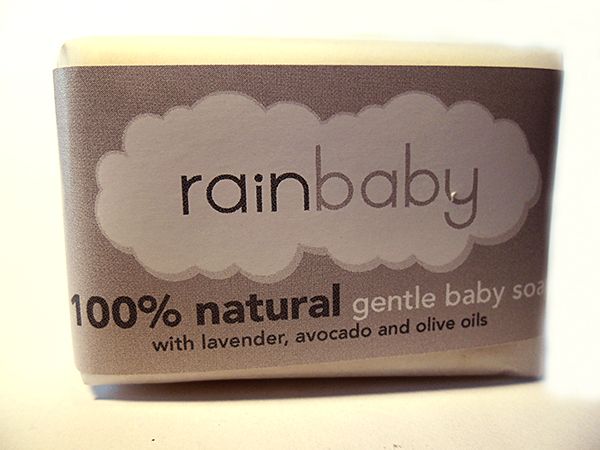 rainbaby
100% natural gentle baby soa
with lavender, avocado and olive oils